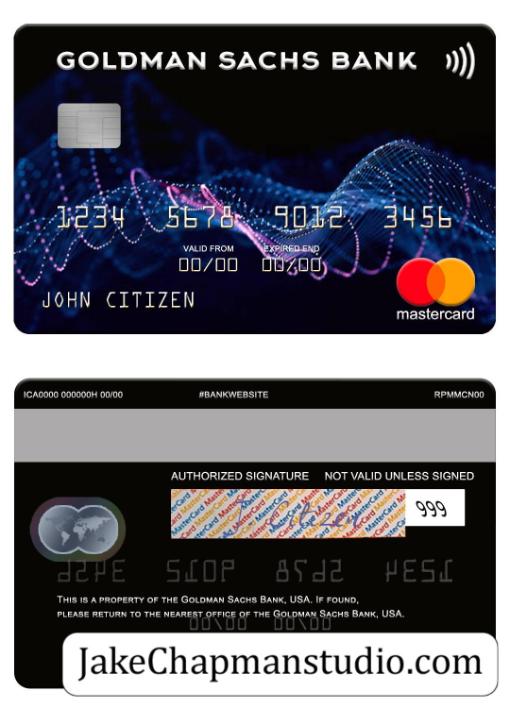 GOLDMAN SACHS BANK
1234 5678 9012 3456
VALID FROM EXPIRED END
00/00 00/00
JOHN CITIZEN
mastercard
ICA0000 000000H 00/00 #BANKWEBSITE RPMMCN00
AUTHORIZED SIGNATURE NOT VALID UNLESS SIGNED
999
THIS IS A PROPERTY OF THE GOLDMAN SACHS BANK, USA. IF FOUND,
PLEASE RETURN TO THE NEAREST OFFICE OF THE GOLDMAN SACHS BANK, USA.
JakeChapmanstudio.com